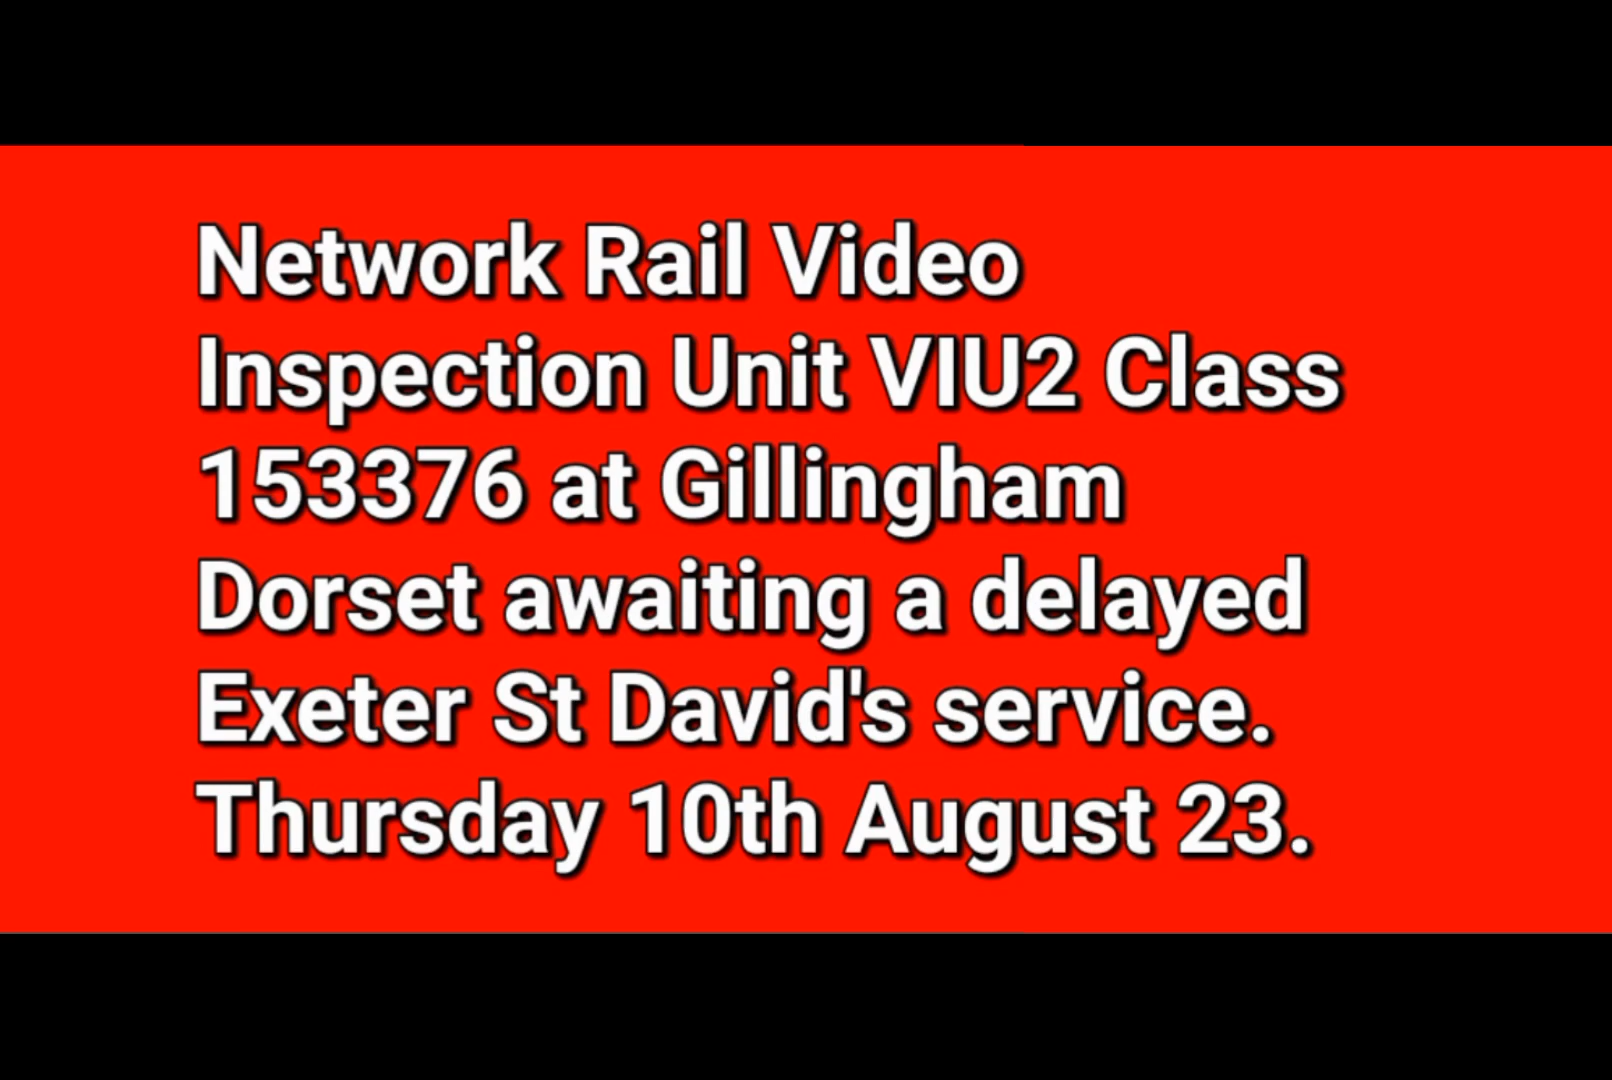 Network Rail Video
Inspection Unit VIU2 Class
153376 at Gillingham
Dorset awaiting a delayed
Exeter St David's service.
Thursday 10th August 23.